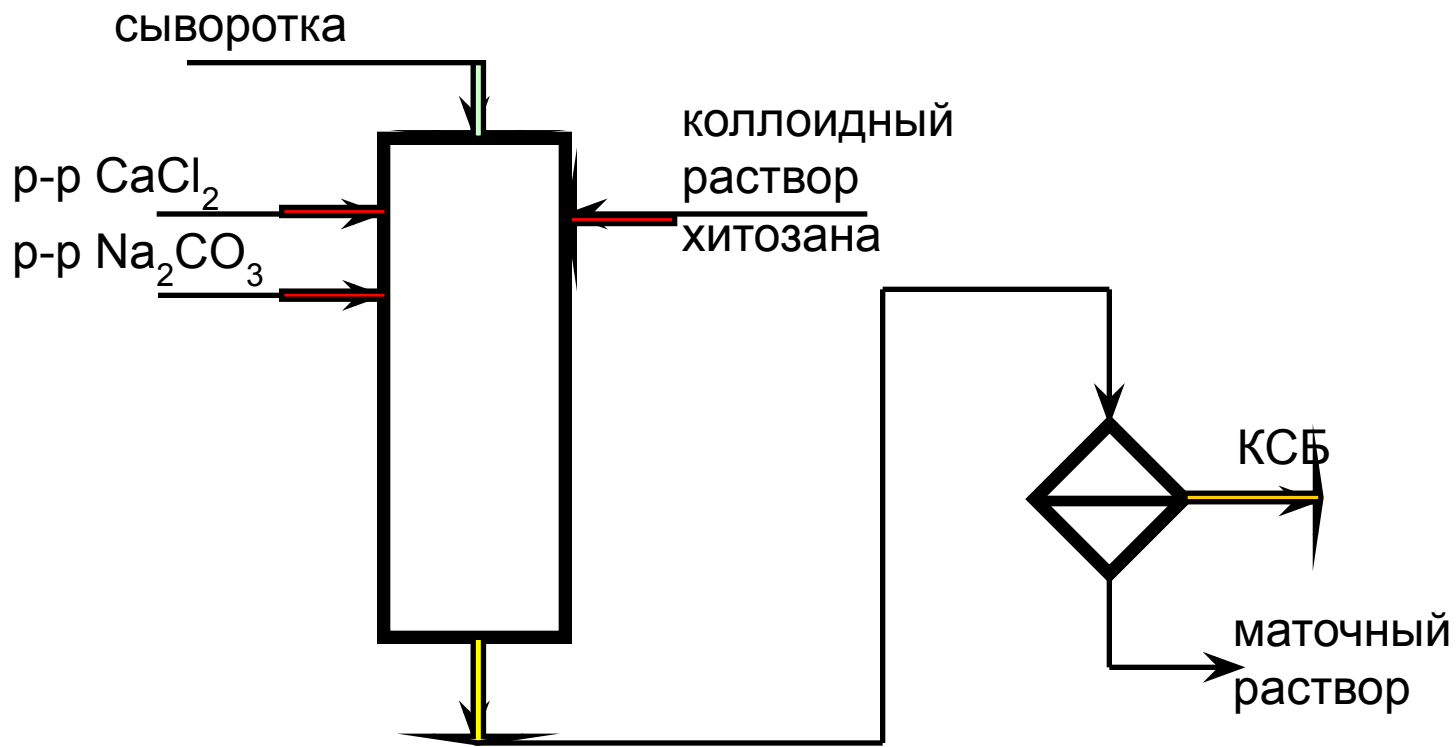 сыворотка
р-р CaCl₂
р-р Na₂CO₃
коллоидный
раствор
хитозана
КСБ
маточный
раствор